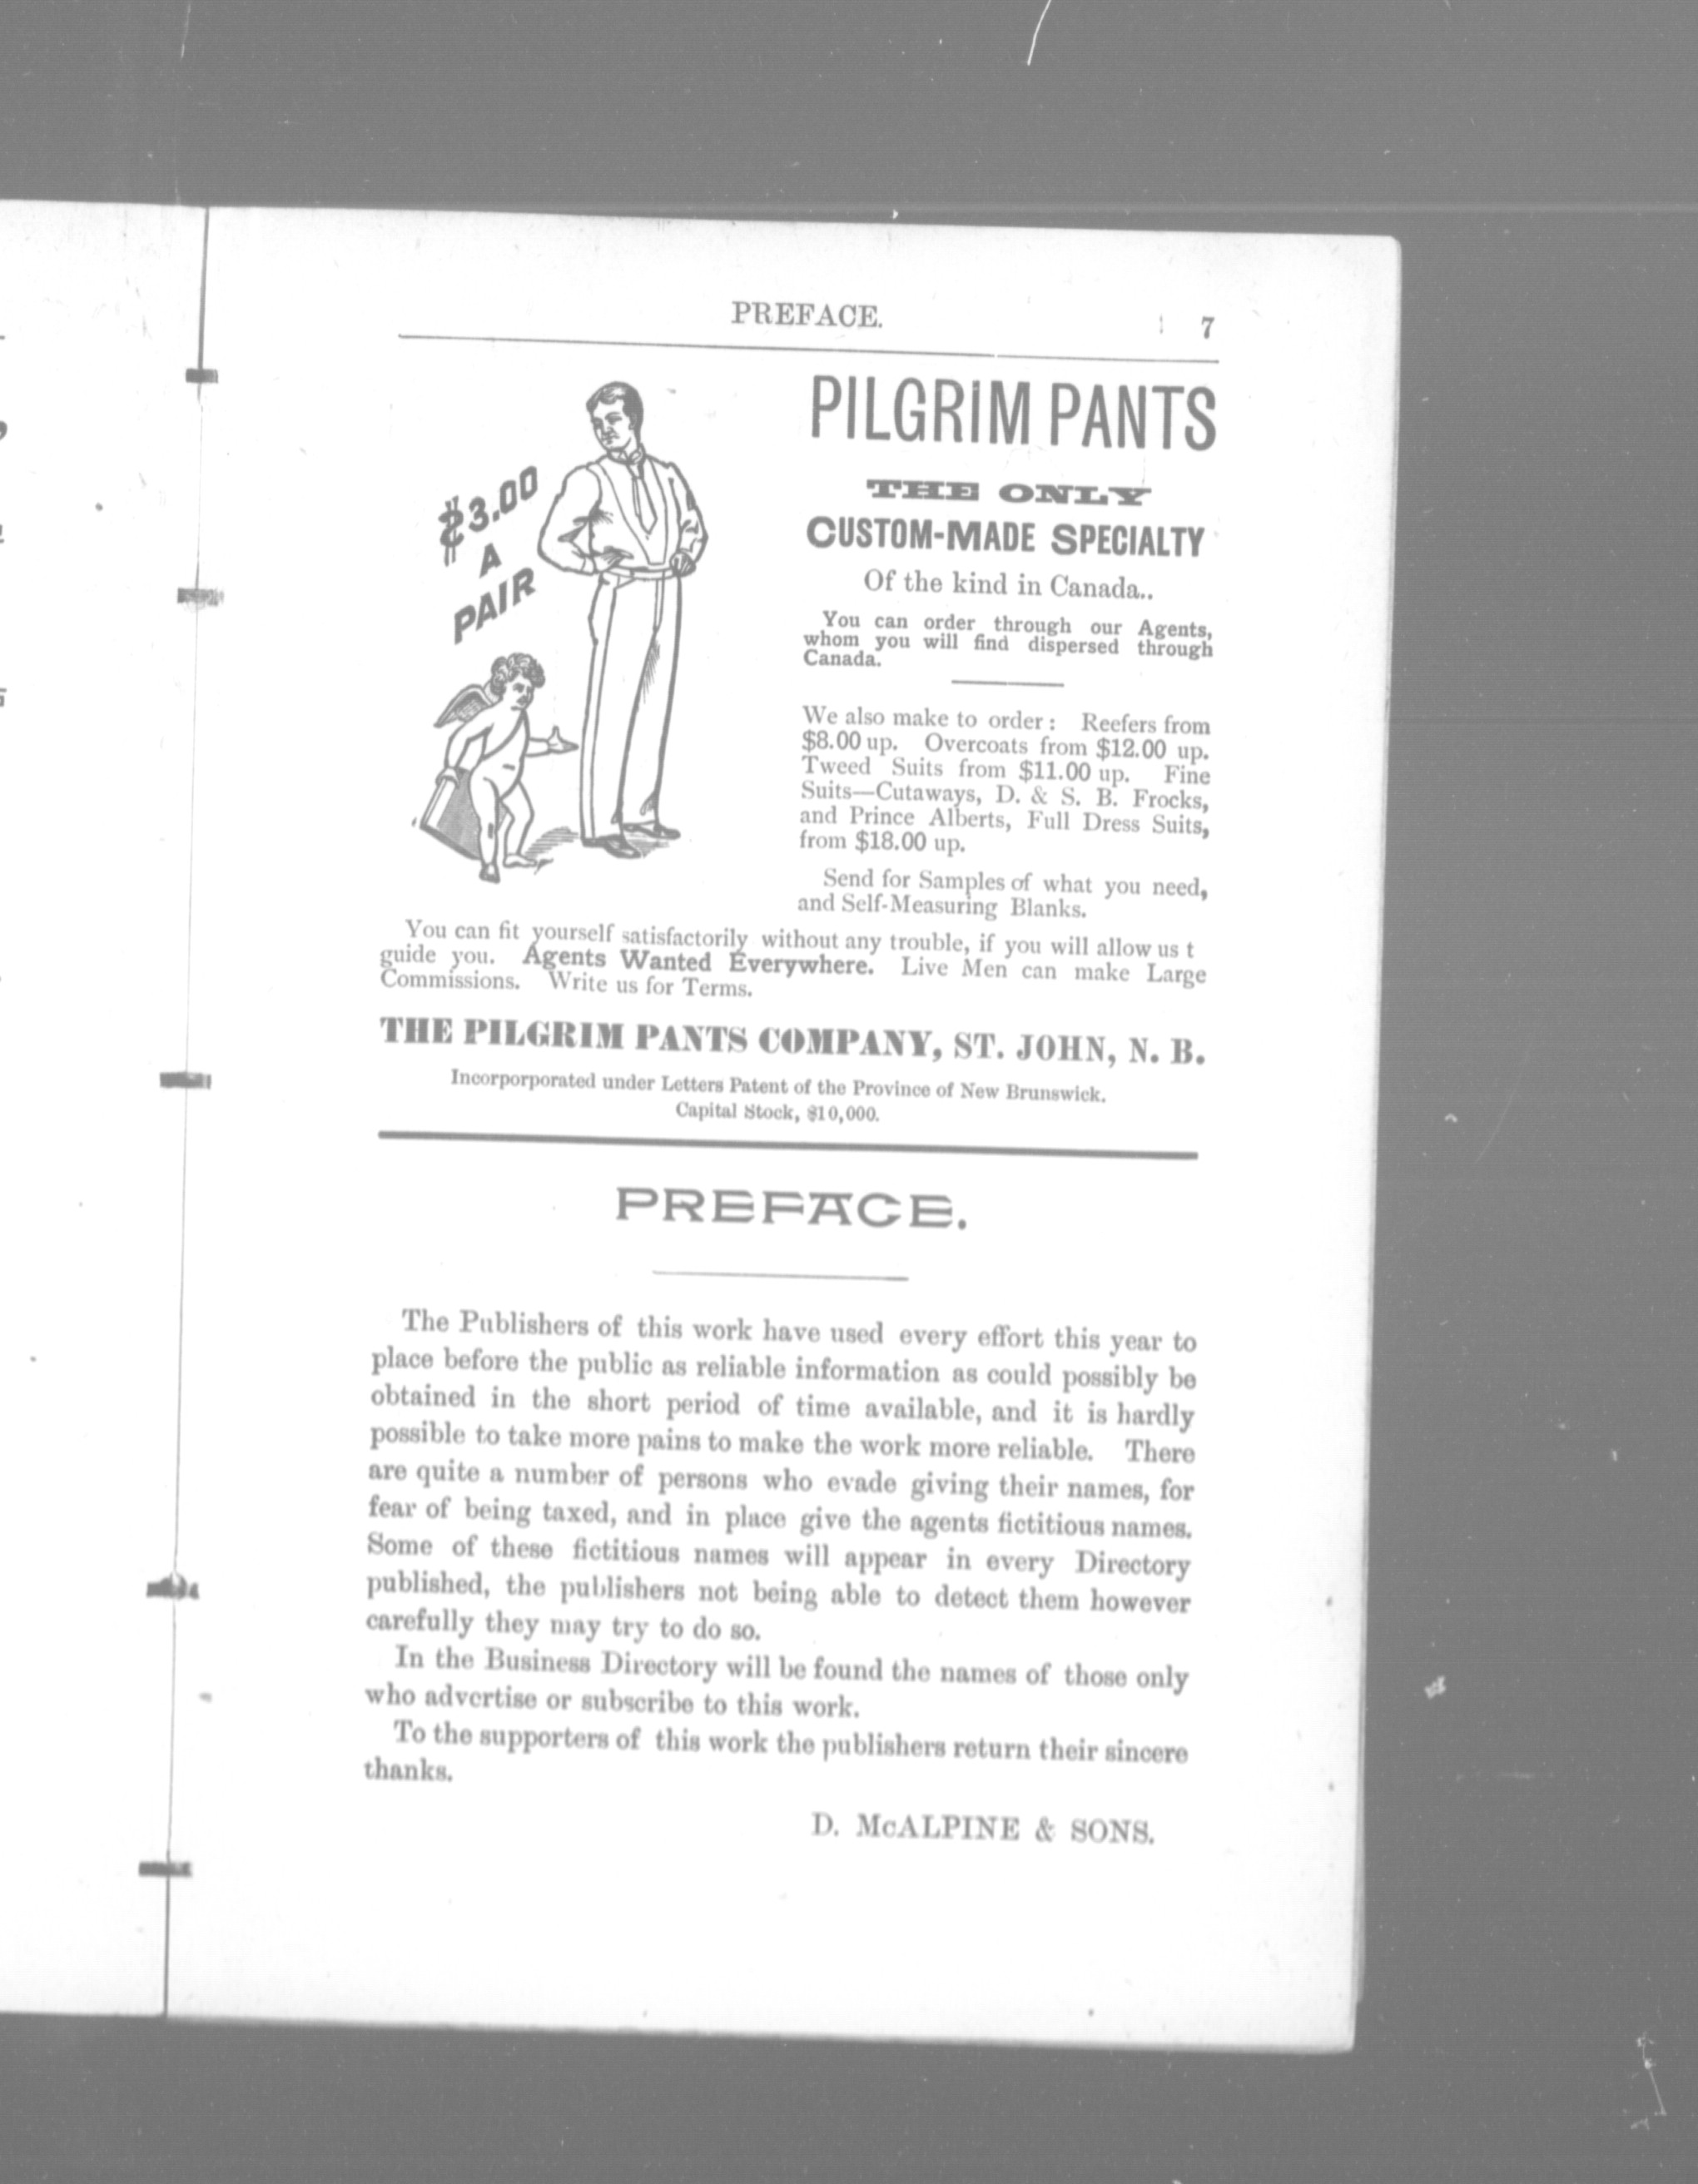 PREFACE. 7
$3.00
A
PAIR
PILGRIM PANTS
THE ONLY
CUSTOM-MADE SPECIALTY
Of the kind in Canada..
You can order through our Agents,
whom you will find dispersed through
Canada.
We also make to order: Reefers from
$8.00 up. Overcoats from $12.00 up.
Tweed Suits from $11.00 up. Fine
Suits—Cutaways, D. & S. B. Frocks,
and Prince Alberts, Full Dress Suits,
from $18.00 up.
Send for Samples of what you need,
and Self-Measuring Blanks.
You can fit yourself satisfactorily without any trouble, if you will allow us t
guide you. Agents Wanted Everywhere. Live Men can make Large
Commissions. Write us for Terms.
THE PILGRIM PANTS COMPANY, ST. JOHN, N. B.
Incorporporated under Letters Patent of the Province of New Brunswick.
Capital Stock, $10,000.
PREFACE.
The Publishers of this work have used every effort this year to
place before the public as reliable information as could possibly be
obtained in the short period of time available, and it is hardly
possible to take more pains to make the work more reliable. There
are quite a number of persons who evade giving their names, for
fear of being taxed, and in place give the agents fictitious names.
Some of these fictitious names will appear in every Directory
published, the publishers not being able to detect them however
carefully they may try to do so.
In the Business Directory will be found the names of those only
who advertise or subscribe to this work.
To the supporters of this work the publishers return their sincere
thanks.
D. McALPINE & SONS.